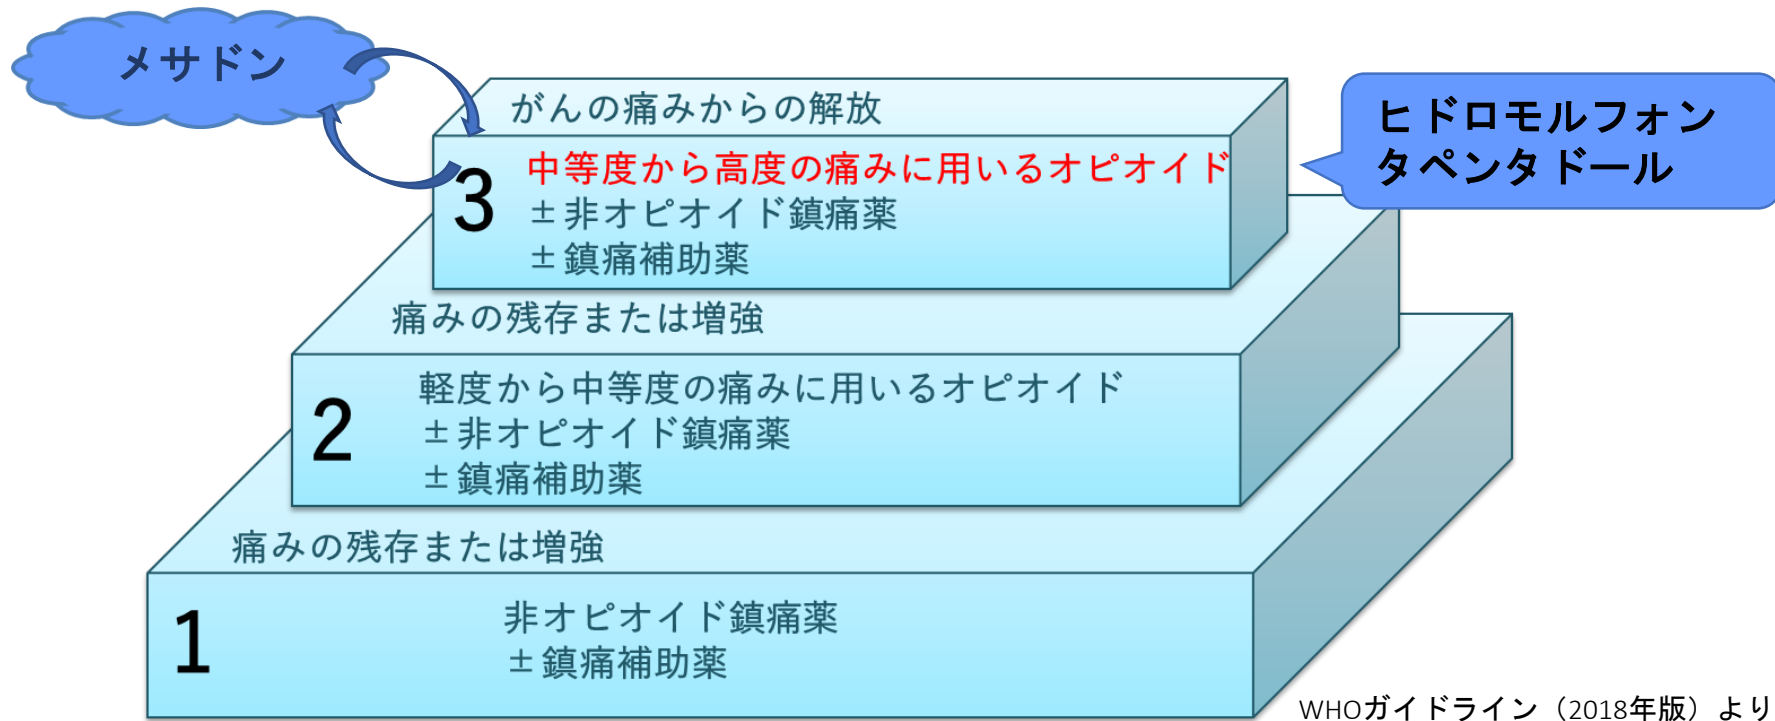 メサドン
がんの痛みからの解放
3
中等度から高度の痛みに用いるオピオイド
±非オピオイド鎮痛薬
±鎮痛補助薬
ヒドロモルフォン
タペンタドール
痛みの残存または増強
2
軽度から中等度の痛みに用いるオピオイド
±非オピオイド鎮痛薬
±鎮痛補助薬
痛みの残存または増強
1
非オピオイド鎮痛薬
±鎮痛補助薬
WHOガイドライン（2018年版）より